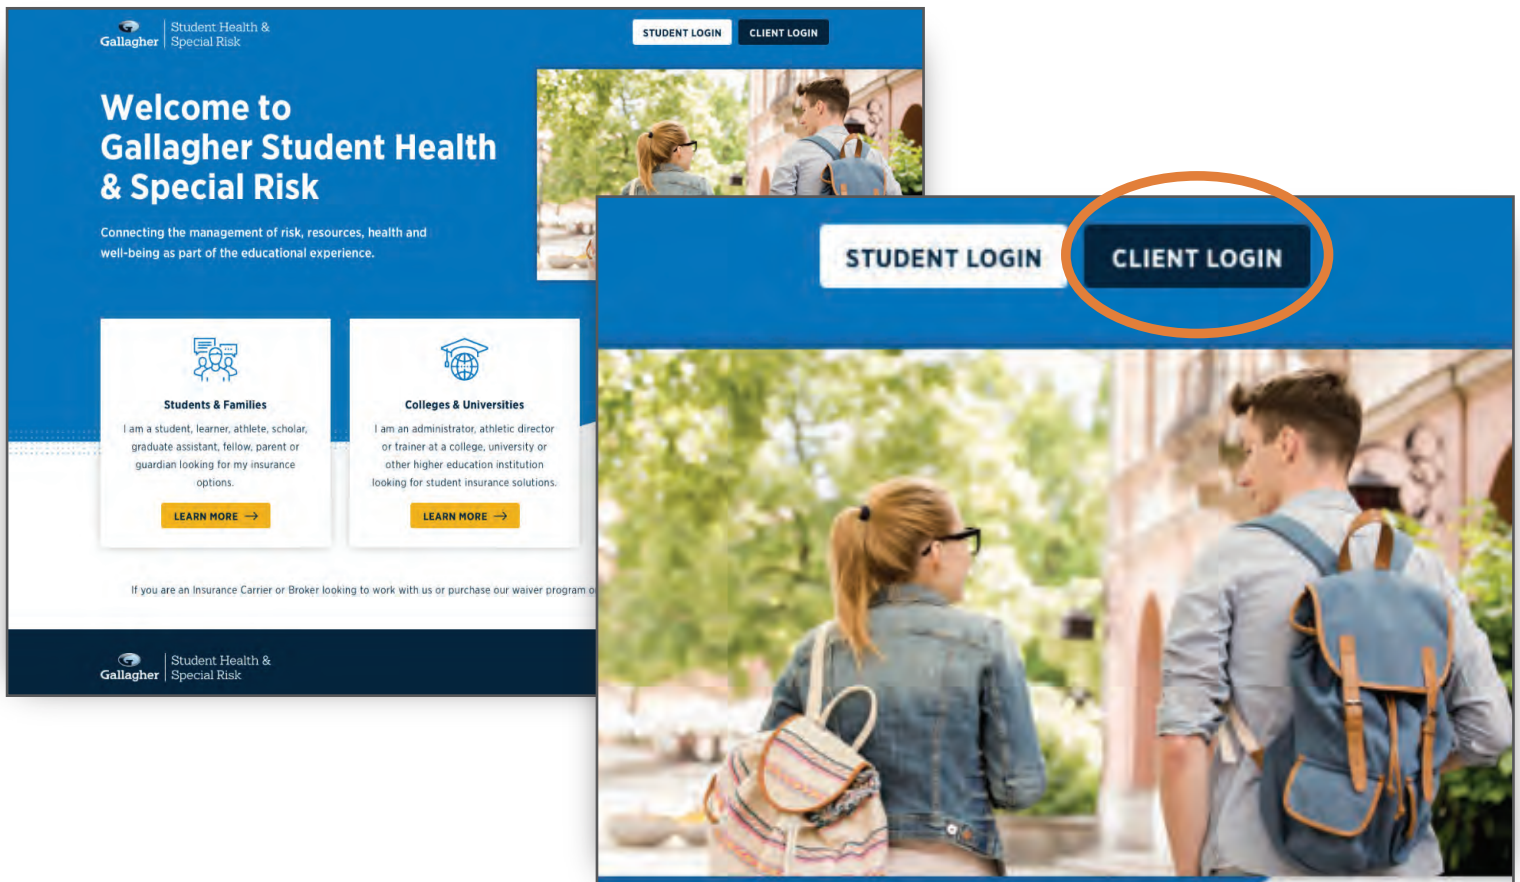 Gallagher
Student Health &
Special Risk
STUDENT LOGIN
CLIENT LOGIN
Welcome to
Gallagher Student Health
& Special Risk
Connecting the management of risk, resources, health and
well-being as part of the educational experience.
Students & Families
I am a student, learner, athlete, scholar,
graduate assistant, fellow, parent or
guardian looking for my insurance
options.
LEARN MORE →
Colleges & Universities
I am an administrator, athletic director
or trainer at a college, university or
other higher education institution
looking for student insurance solutions.
LEARN MORE →
If you are an Insurance Carrier or Broker looking to work with us or purchase our waiver program
Gallagher
Student Health &
Special Risk
STUDENT LOGIN
CLIENT LOGIN